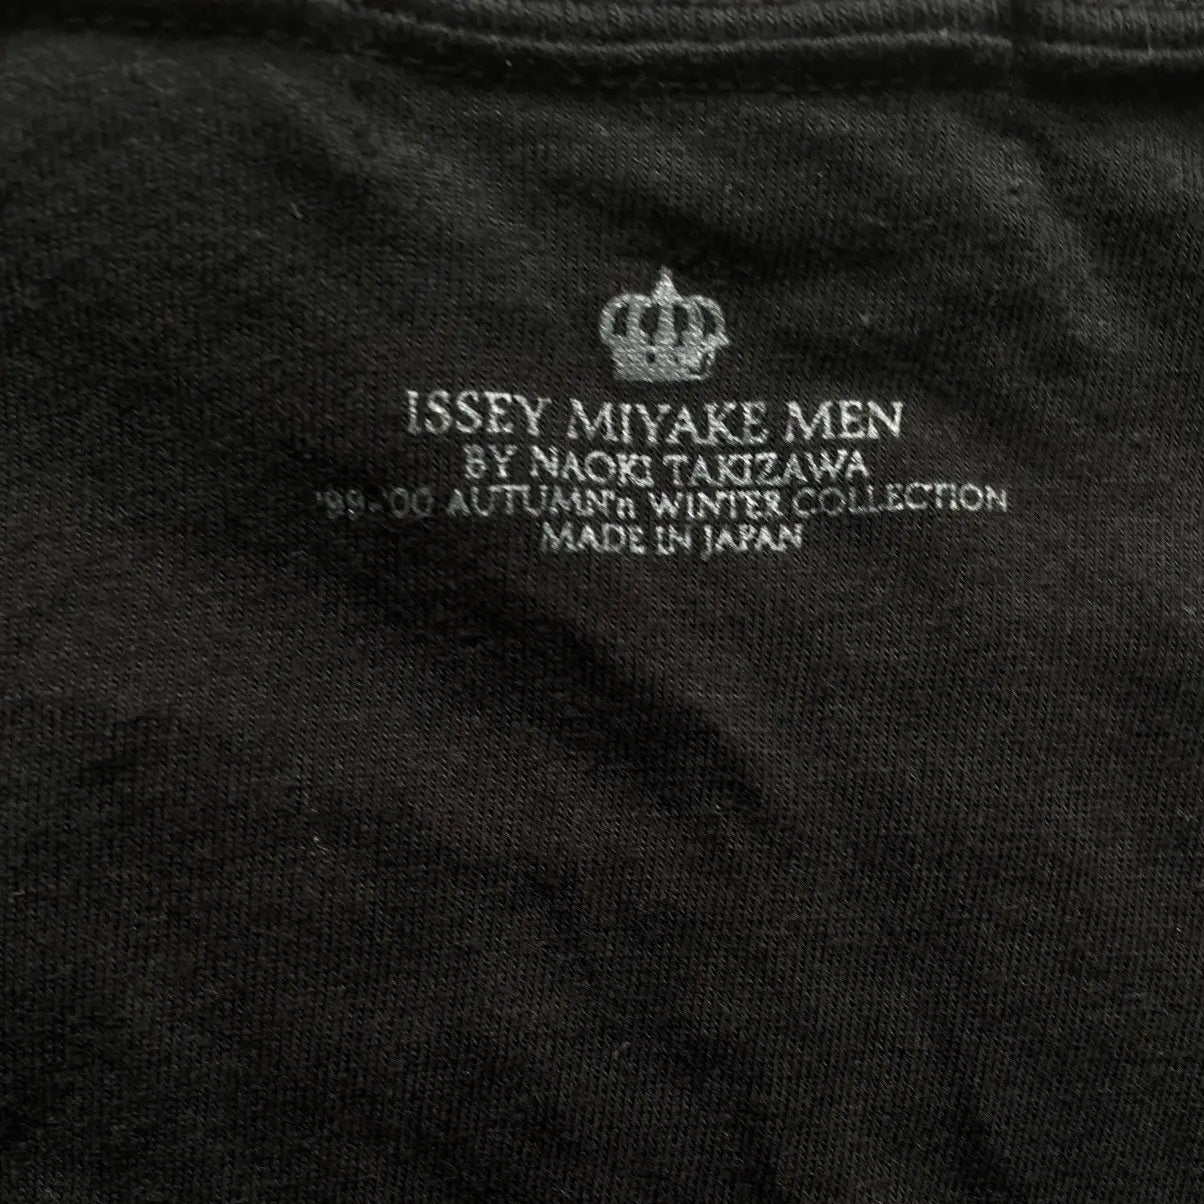 ISSEY MIYAKE MEN
BY NAOKI TAKIZAWA
'99-'00 AUTUMN'n WINTER COLLECTION
MADE IN JAPAN